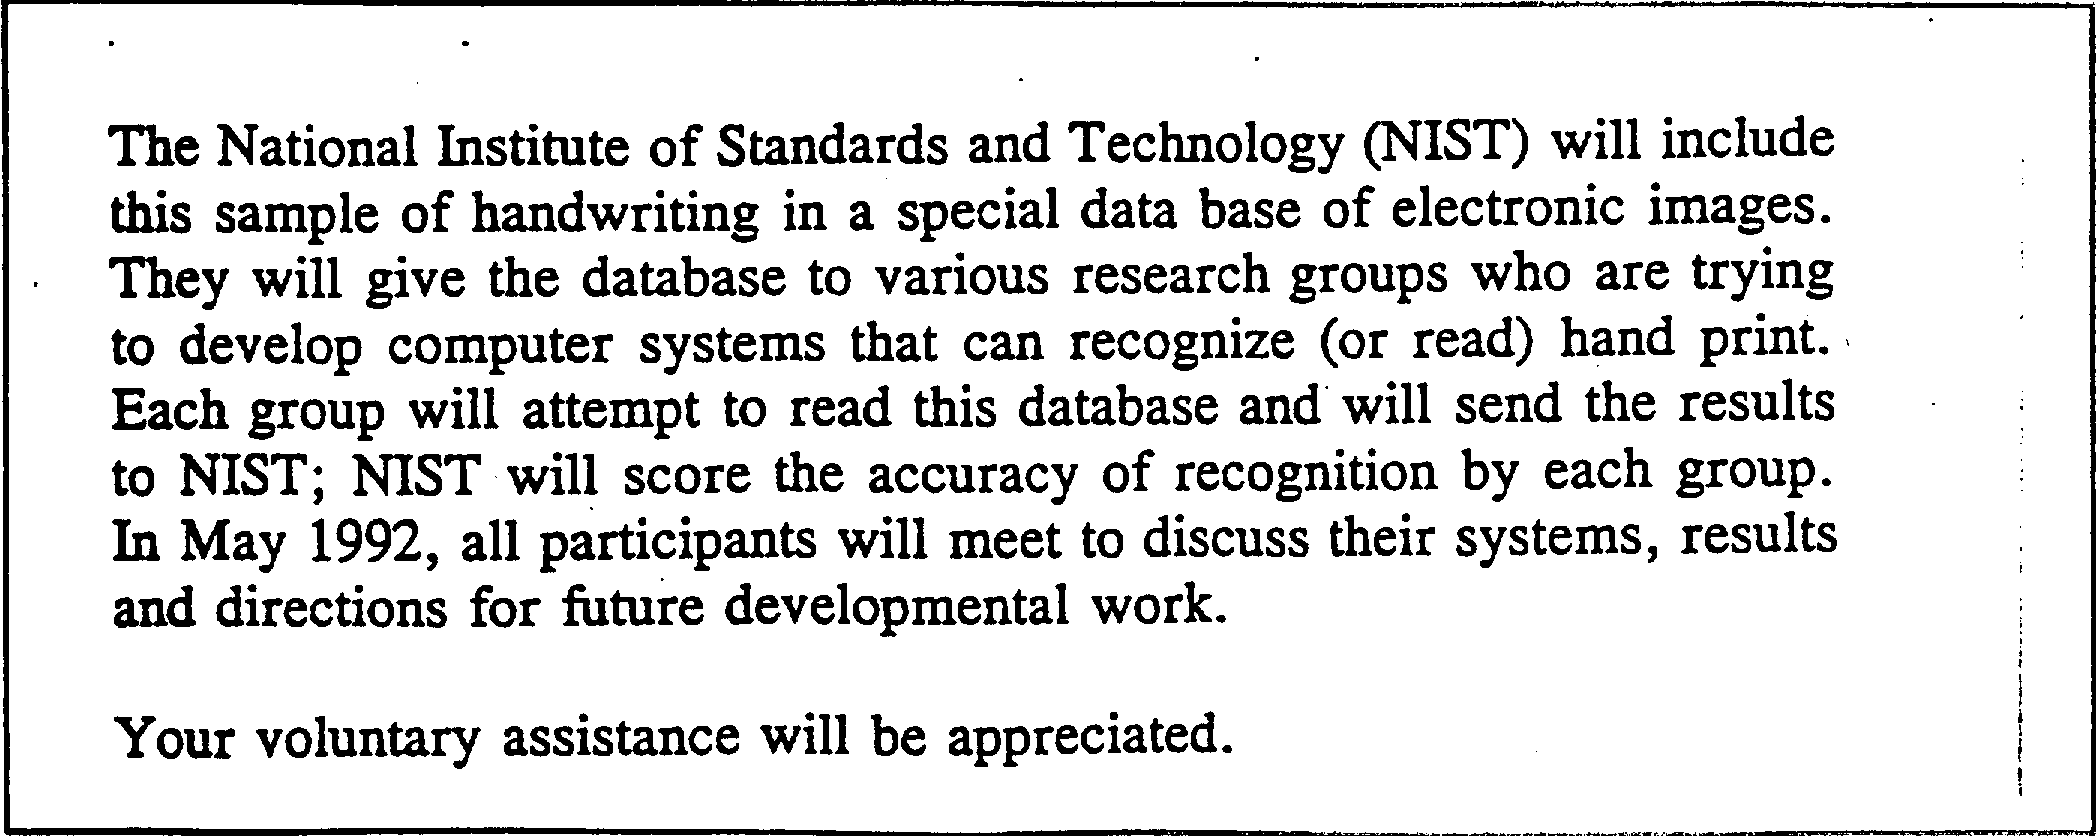 The National Institute of Standards and Technology (NIST) will include
this sample of handwriting in a special data base of electronic images.
They will give the database to various research groups who are trying
to develop computer systems that can recognize (or read) hand print.
Each group will attempt to read this database and will send the results
to NIST; NIST will score the accuracy of recognition by each group.
In May 1992, all participants will meet to discuss their systems, results
and directions for future developmental work.
Your voluntary assistance will be appreciated.